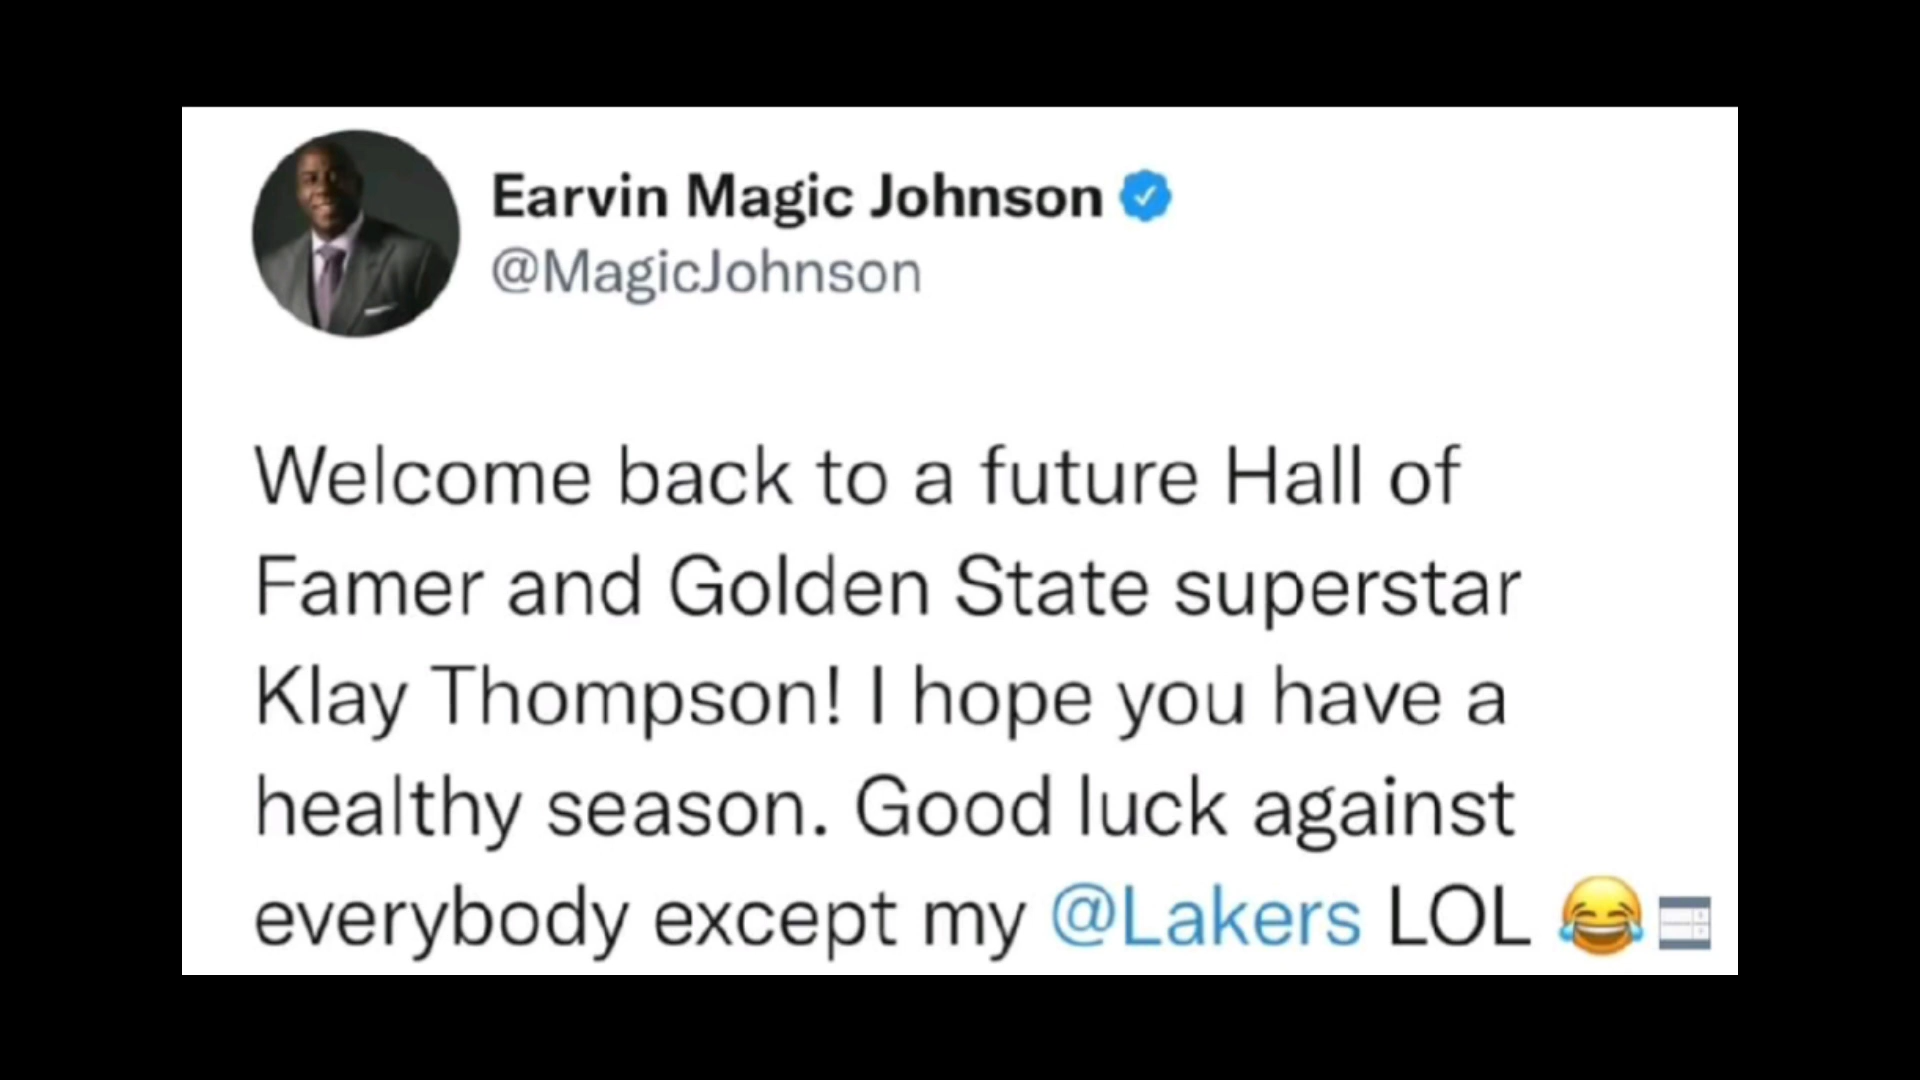 Earvin Magic Johnson
@MagicJohnson
Welcome back to a future Hall of
Famer and Golden State superstar
Klay Thompson! I hope you have a
healthy season. Good luck against
everybody except my @Lakers LOL 😂